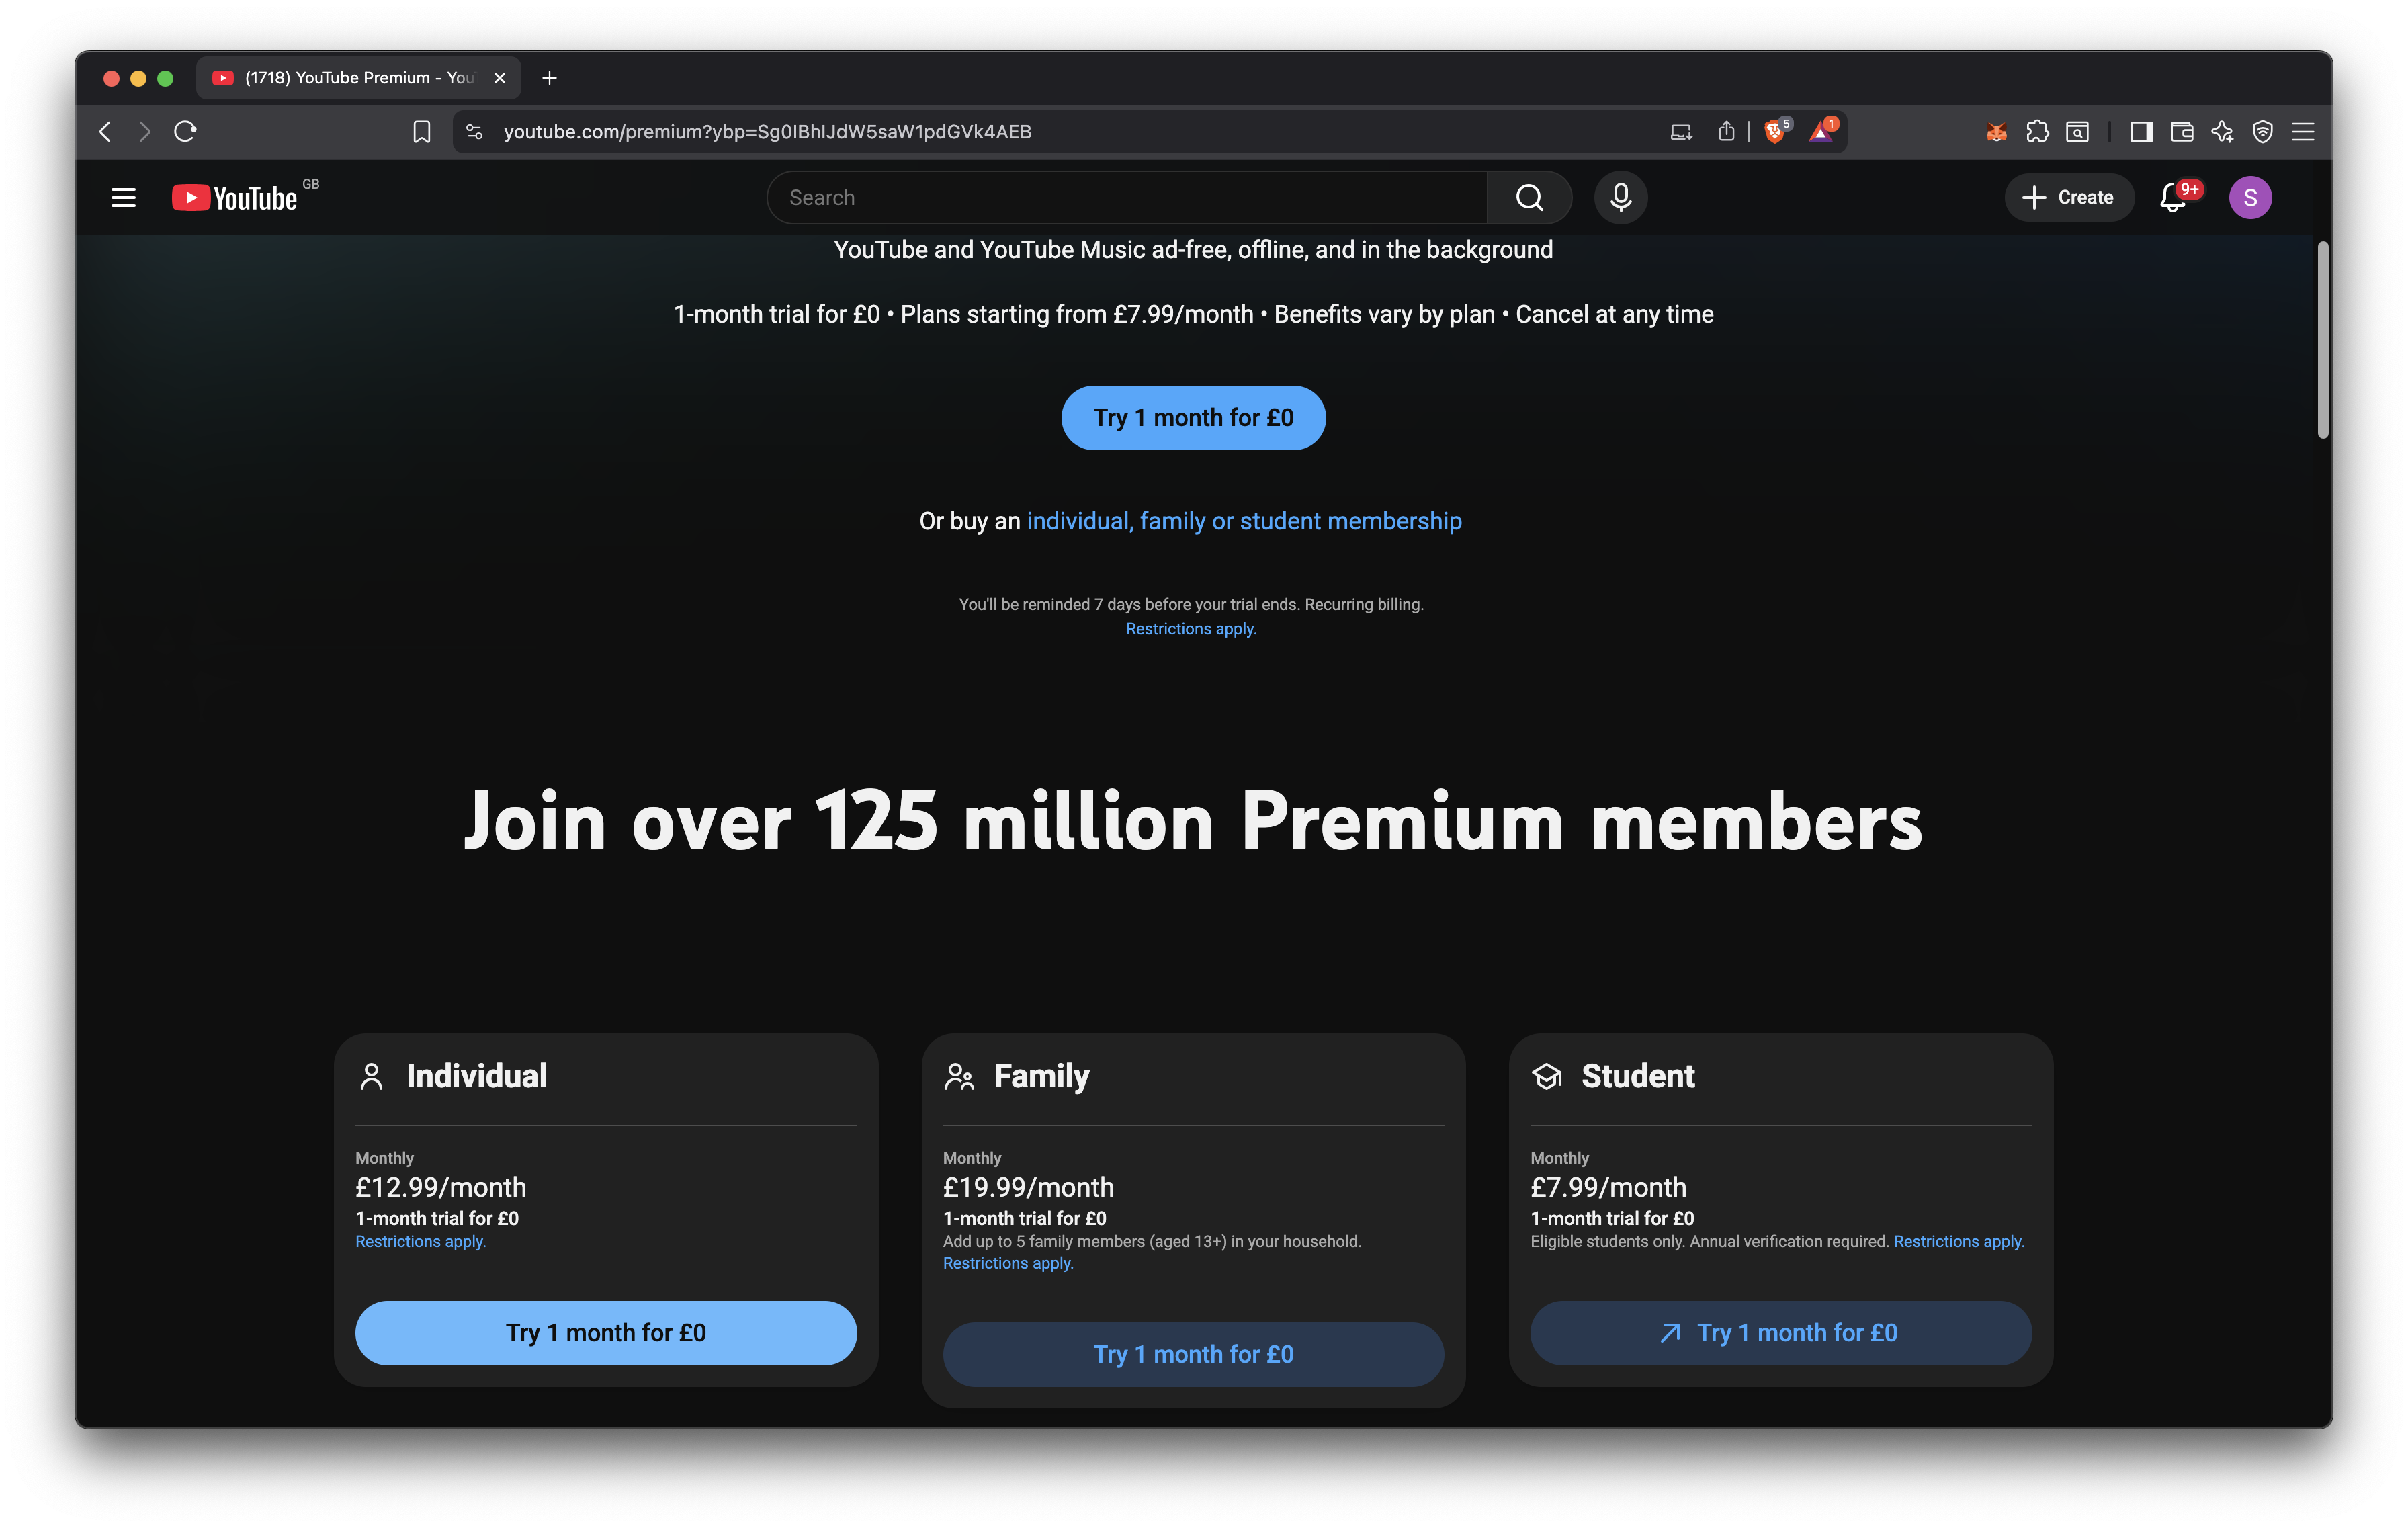 (1718) YouTube Premium - You
youtube.com/premium?ybp=Sg0IBhIJdW5saW1pdGVk4AEB
5
1
YouTube GB
Search
Create
9+
S
YouTube and YouTube Music ad-free, offline, and in the background
1-month trial for £0 • Plans starting from £7.99/month • Benefits vary by plan • Cancel at any time
Try 1 month for £0
Or buy an individual, family or student membership
You'll be reminded 7 days before your trial ends. Recurring billing.
Restrictions apply.
Join over 125 million Premium members
Individual
Monthly
£12.99/month
1-month trial for £0
Restrictions apply.
Try 1 month for £0
Family
Monthly
£19.99/month
1-month trial for £0
Add up to 5 family members (aged 13+) in your household.
Restrictions apply.
Try 1 month for £0
Student
Monthly
£7.99/month
1-month trial for £0
Eligible students only. Annual verification required. Restrictions apply.
Try 1 month for £0